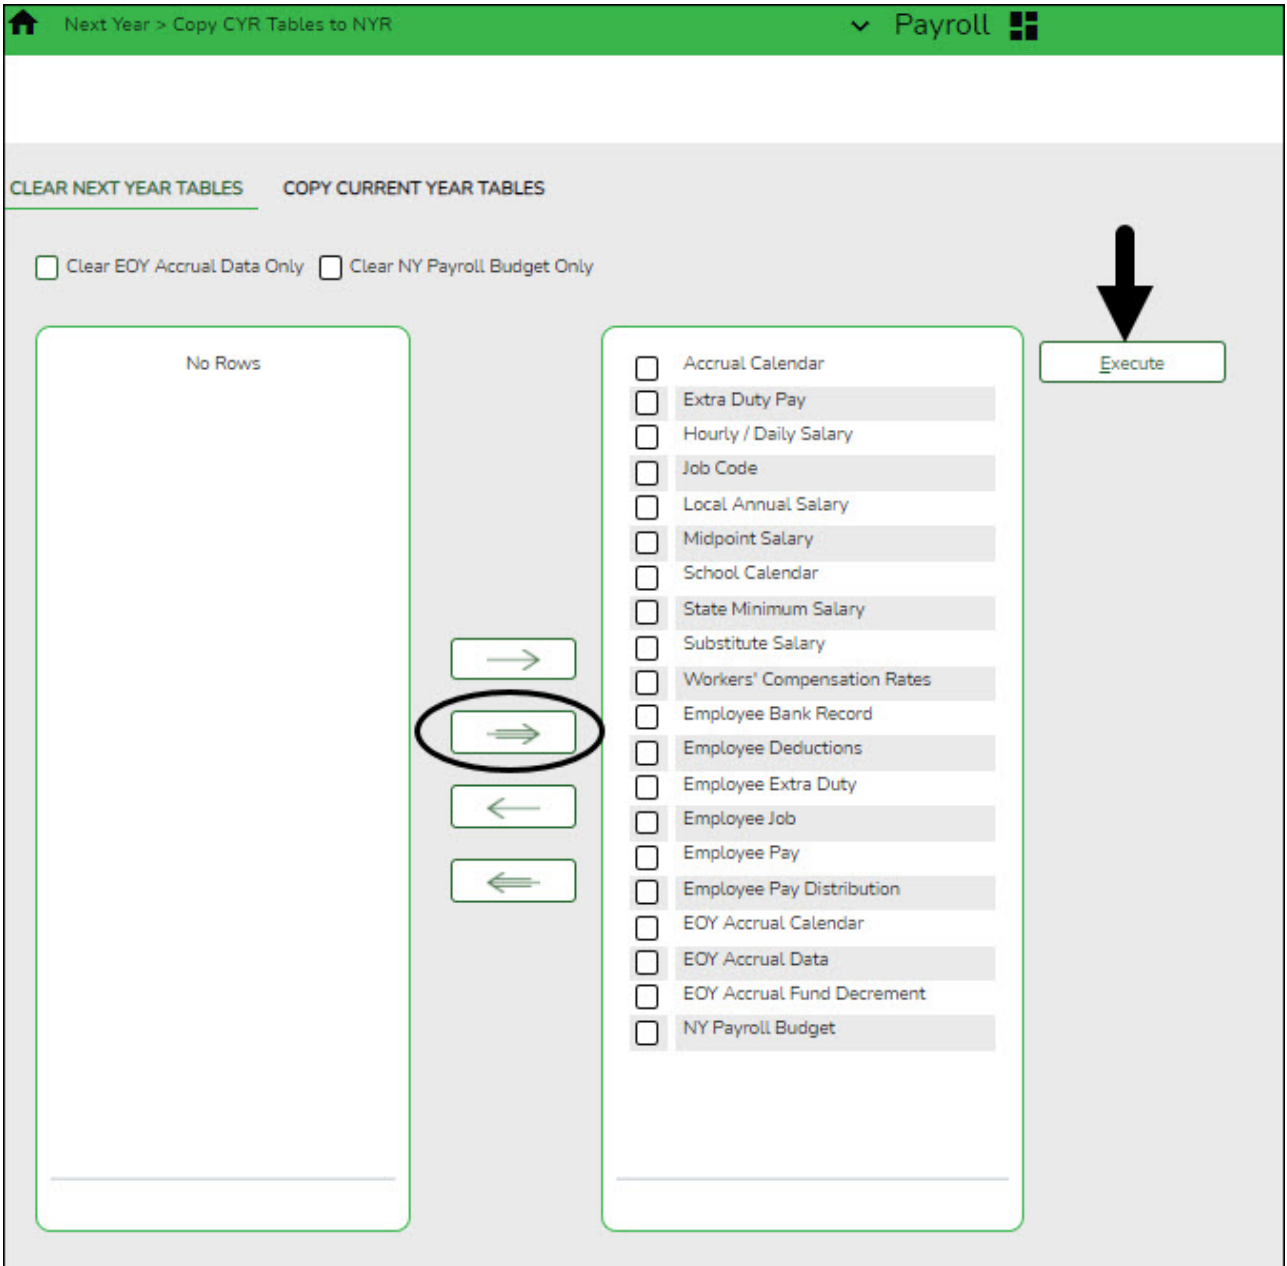 Next Year > Copy CYR Tables to NYR
Payroll
CLEAR NEXT YEAR TABLES
COPY CURRENT YEAR TABLES
Clear EOY Accrual Data Only
Clear NY Payroll Budget Only
No Rows
Accrual Calendar
Extra Duty Pay
Hourly / Daily Salary
Job Code
Local Annual Salary
Midpoint Salary
School Calendar
State Minimum Salary
Substitute Salary
Workers' Compensation Rates
Employee Bank Record
Employee Deductions
Employee Extra Duty
Employee Job
Employee Pay
Employee Pay Distribution
EOY Accrual Calendar
EOY Accrual Data
EOY Accrual Fund Decrement
NY Payroll Budget
Execute